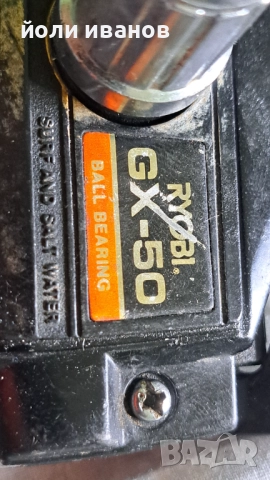 йоли иванов
RYOBI®
GX-50
BALL BEARING
SURF AND SALT WATER
BAZAR